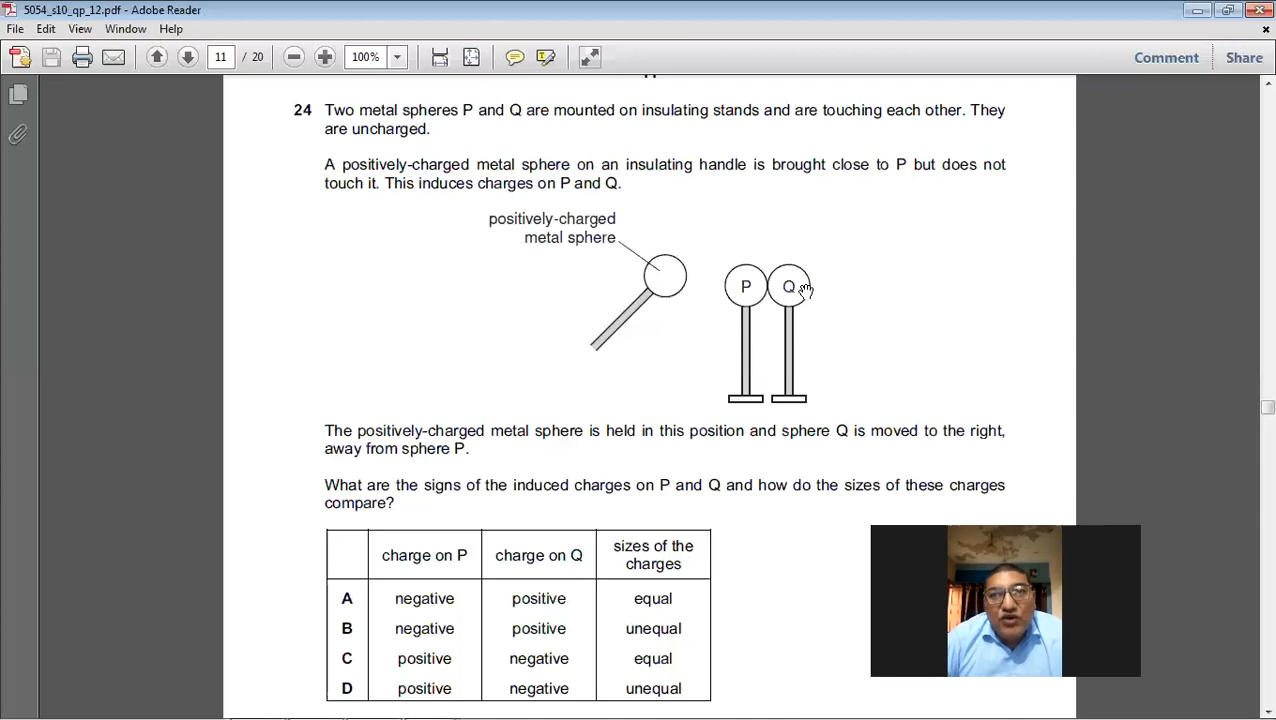 5054_s10_qp_12.pdf - Adobe Reader
File Edit View Window Help
11 / 20 100% Comment Share
24 Two metal spheres P and Q are mounted on insulating stands and are touching each other. They
are uncharged.
A positively-charged metal sphere on an insulating handle is brought close to P but does not
touch it. This induces charges on P and Q.
positively-charged
metal sphere
P Q
The positively-charged metal sphere is held in this position and sphere Q is moved to the right,
away from sphere P.
What are the signs of the induced charges on P and Q and how do the sizes of these charges
compare?
charge on P charge on Q sizes of the
charges
A negative positive equal
B negative positive unequal
C positive negative equal
D positive negative unequal